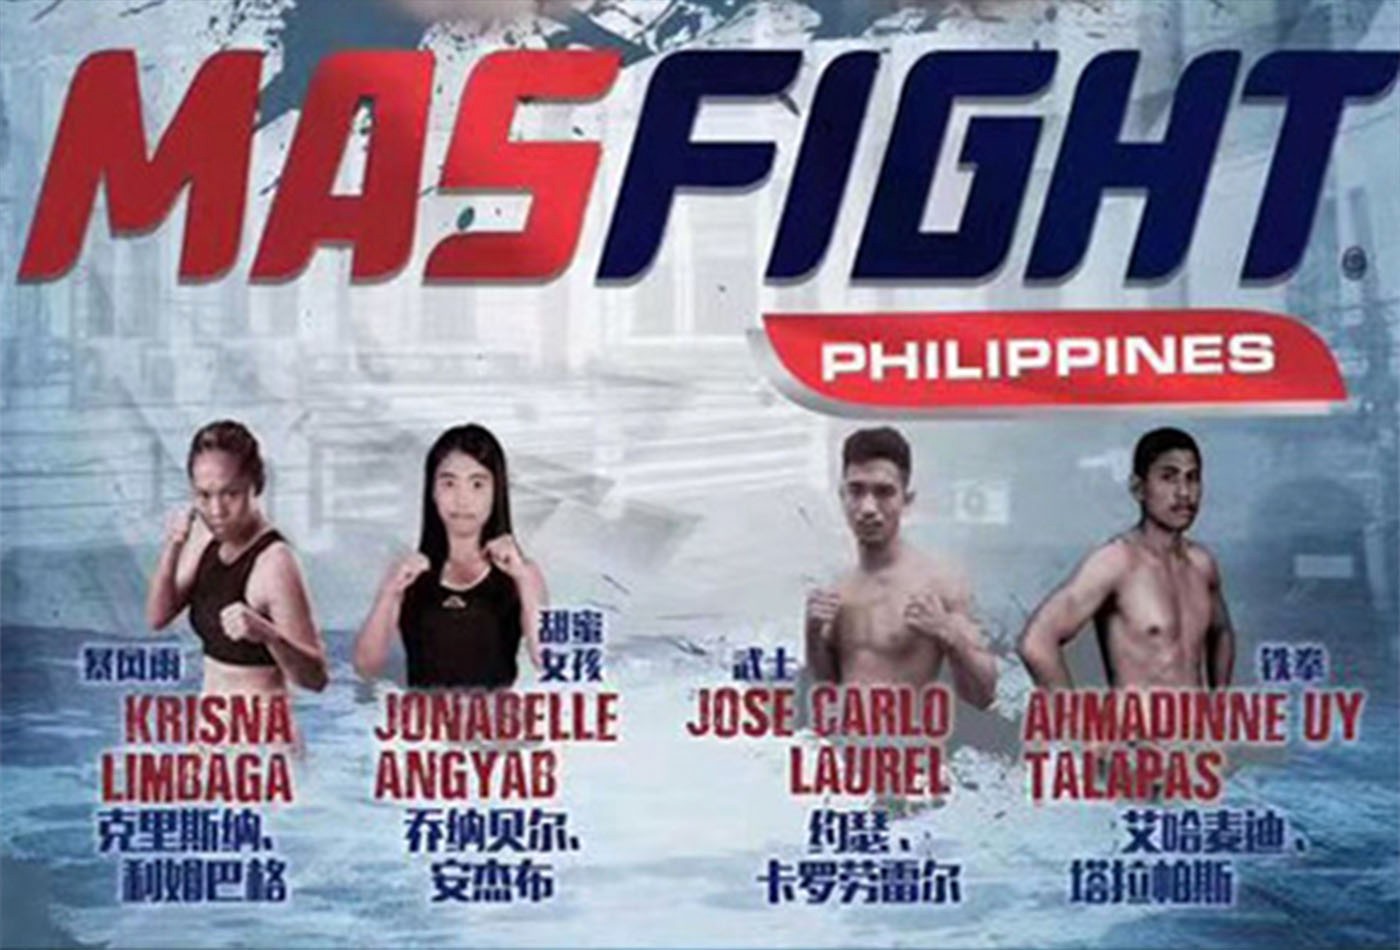 MASFIGHT
PHILIPPINES
暴风雨
KRISNA
LIMBAGA
克里斯纳、
利姆巴格
甜蜜
女孩
JONABELLE
ANGYAB
乔纳贝尔、
安杰布
武士
JOSE CARLO
LAUREL
约瑟、
卡罗劳雷尔
铁拳
AHMADINNE UY
TALAPAS
艾哈麦迪、
塔拉帕斯